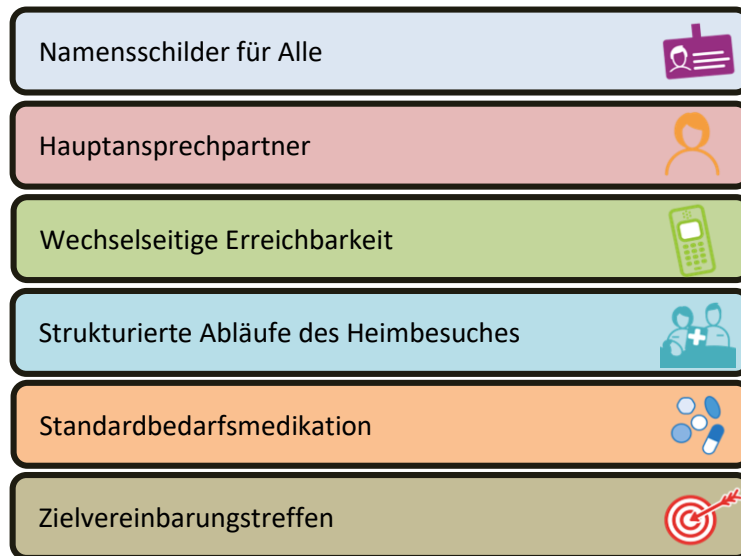 Namensschilder für Alle
Hauptansprechpartner
Wechselseitige Erreichbarkeit
Strukturierte Abläufe des Heimbesuches
Standardbedarfsmedikation
Zielvereinbarungstreffen